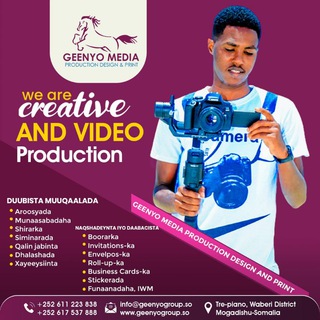 GEENYO MEDIA
PRODUCTION DESIGN & PRINT
we are
creative
AND VIDEO
Production
Camera
GEENYO MEDIA PRODUCTION DESIGN AND PRINT
DUUBISTA MUUQAALADA
Aroosyada
Munaasabadaha
Shirarka
Siminarada
Qalin jabinta
Dhalashada
Xayeeysiinta
NAQSHADEYNTA IYO DAABACISTA
Boorarka
Invitations-ka
Envelpos-ka
Roll-up-ka
Business Cards-ka
Stickerada
Funaanadaha, IWM
+252 611 223 838
+252 617 537 888
info@geenyogroup.so
www.geenyogroup.so
Tre-piano, Waberi District
Mogadishu-Somalia